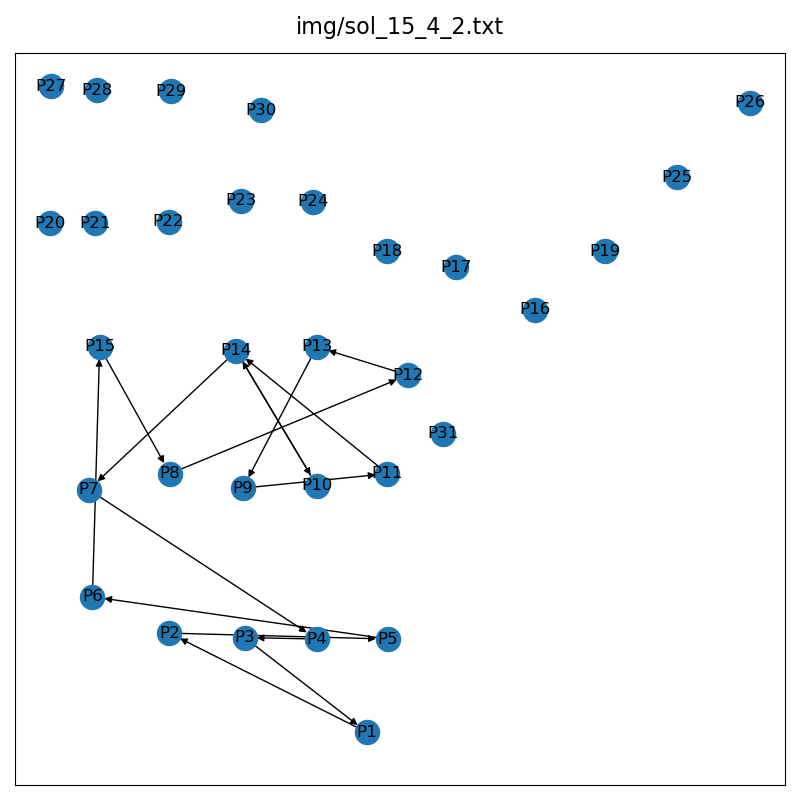 img/sol_15_4_2.txt
P27 P28 P29 P30 P26
P25
P23 P24
P20 P21 P22
P18 P17 P19
P16
P15 P14 P13 P12
P31
P8 P11
P7 P9 P10
P6
P2 P3 P4 P5
P1